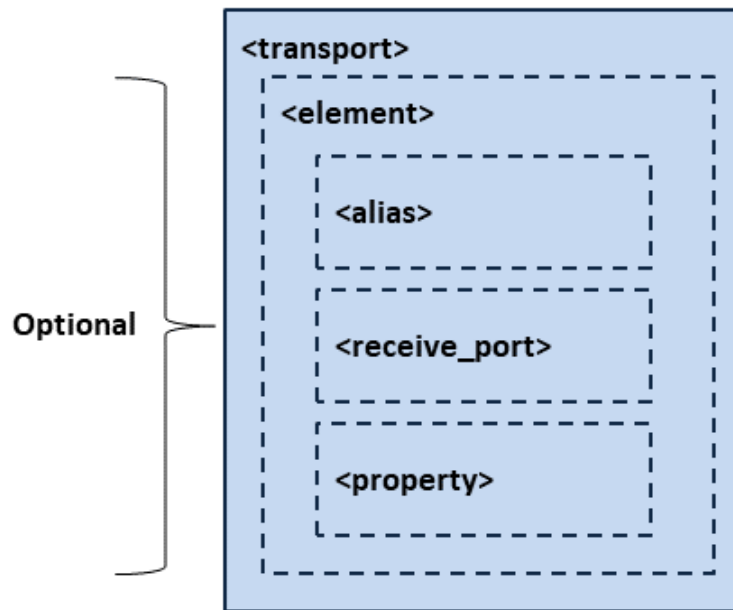 <transport>
<element>
<alias>
Optional
<receive_port>
<property>